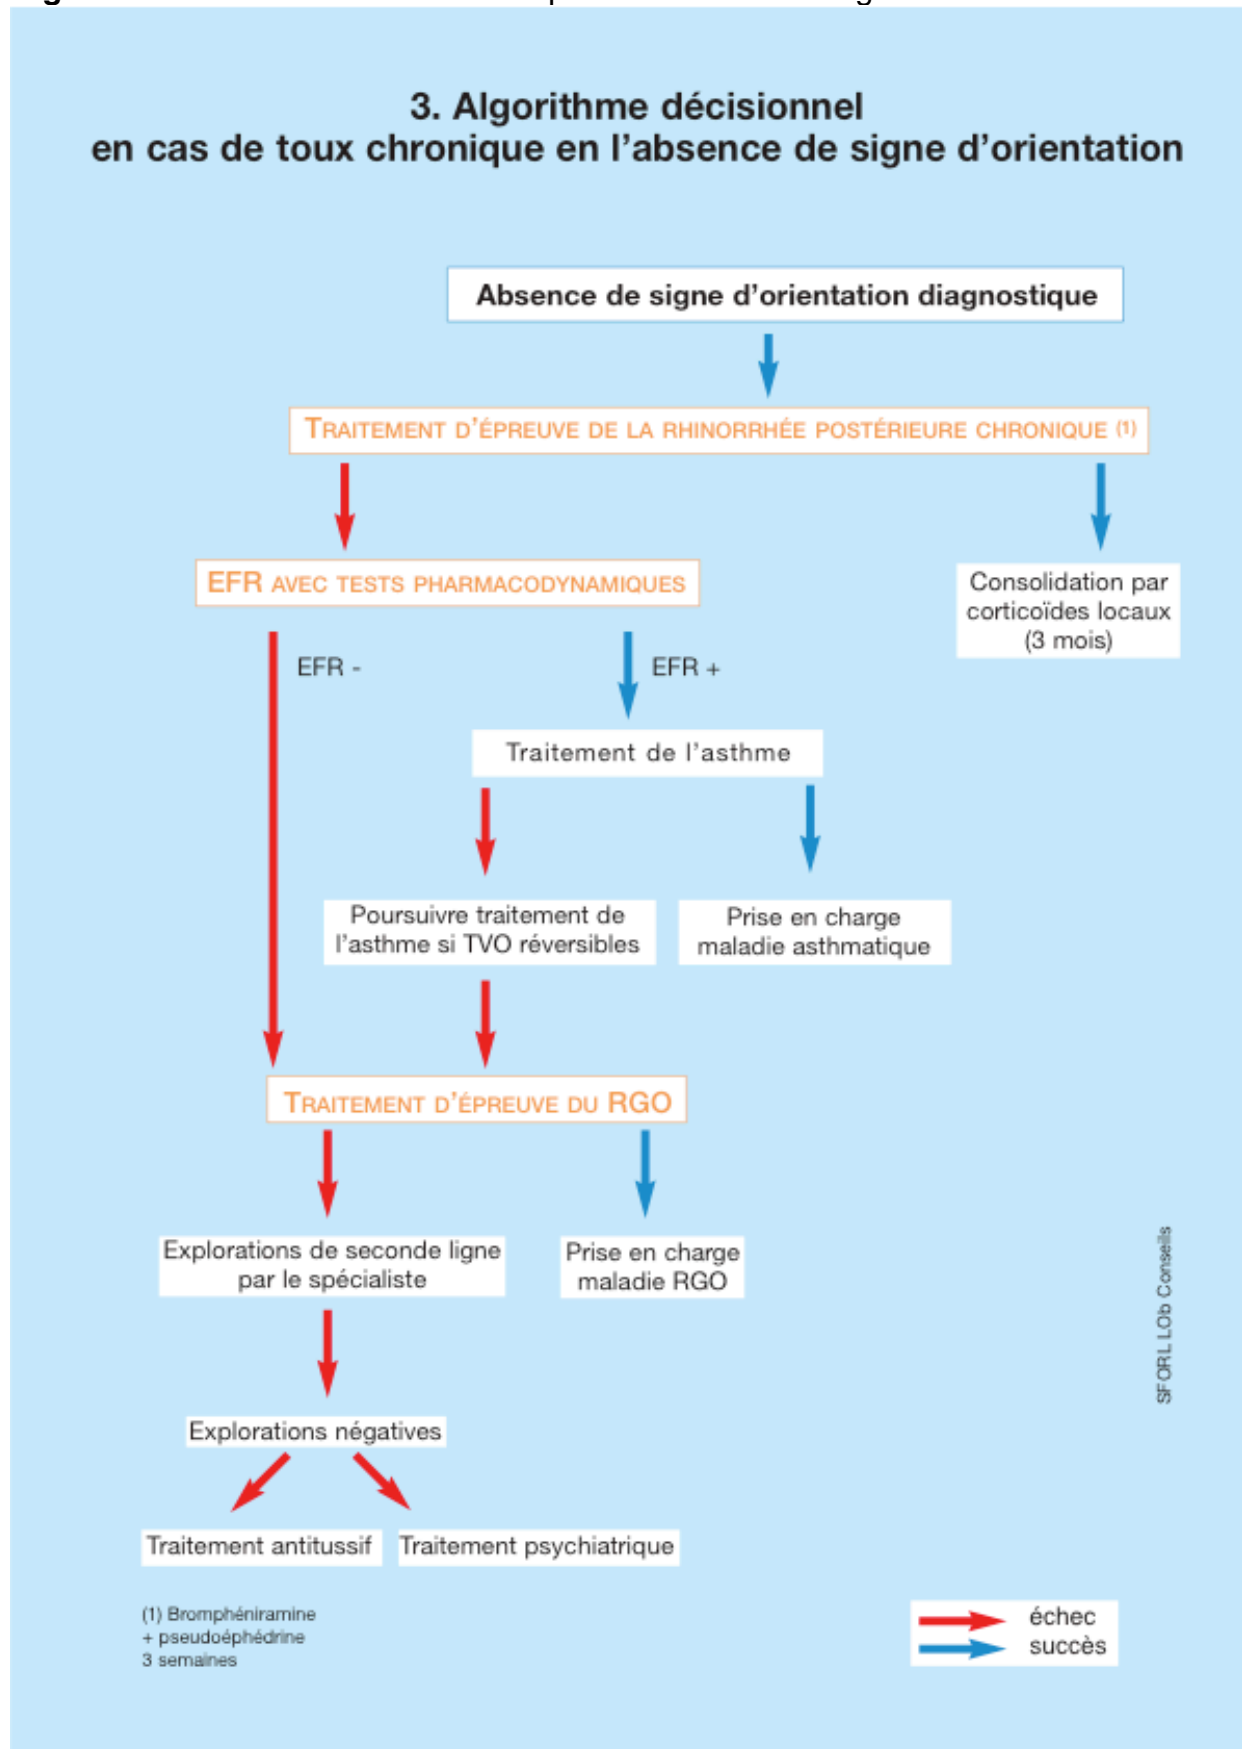 3. Algorithme décisionnel
en cas de toux chronique en l'absence de signe d'orientation
Absence de signe d'orientation diagnostique
TRAITEMENT D'ÉPREUVE DE LA RHINORRHÉE POSTÉRIEURE CHRONIQUE (1)
EFR AVEC TESTS PHARMACODYNAMIQUES
Consolidation par
corticoïdes locaux
(3 mois)
EFR -
EFR +
Traitement de l'asthme
Poursuivre traitement de
l'asthme si TVO réversibles
Prise en charge
maladie asthmatique
TRAITEMENT D'ÉPREUVE DU RGO
Explorations de seconde ligne
par le spécialiste
Prise en charge
maladie RGO
Explorations négatives
Traitement antitussif
Traitement psychiatrique
(1) Bromphéniramine
+ pseudoéphédrine
3 semaines
échec
succès
SFORL LOb Conseils